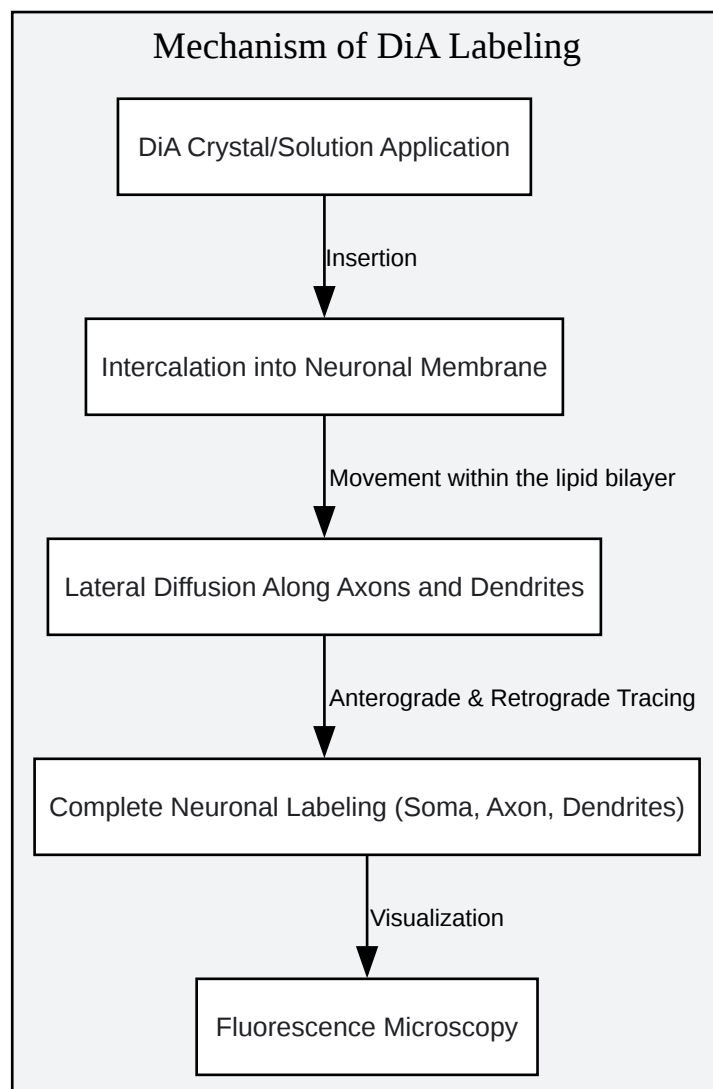 Mechanism of DiA Labeling
DiA Crystal/Solution Application
Insertion
Intercalation into Neuronal Membrane
Movement within the lipid bilayer
Lateral Diffusion Along Axons and Dendrites
Anterograde & Retrograde Tracing
Complete Neuronal Labeling (Soma, Axon, Dendrites)
Visualization
Fluorescence Microscopy